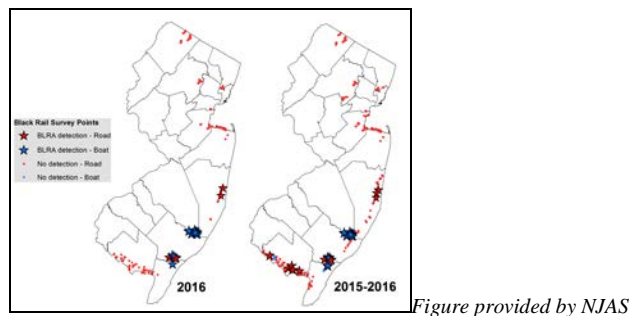 Black Rail Survey Points
BLRA detection - Road
BLRA detection - Boat
No detection - Road
No detection - Boat
2016
2015-2016
Figure provided by NJAS